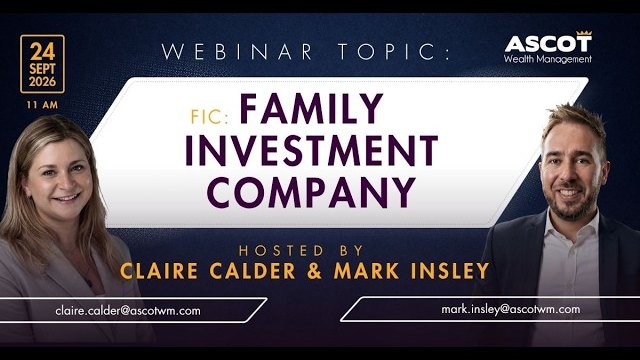 24
SEPT
2026
11 AM
WEBINAR TOPIC:
ASCOT
Wealth Management
FIC: FAMILY
INVESTMENT
COMPANY
HOSTED BY
CLAIRE CALDER & MARK INSLEY
claire.calder@ascotwm.com
mark.insley@ascotwm.com